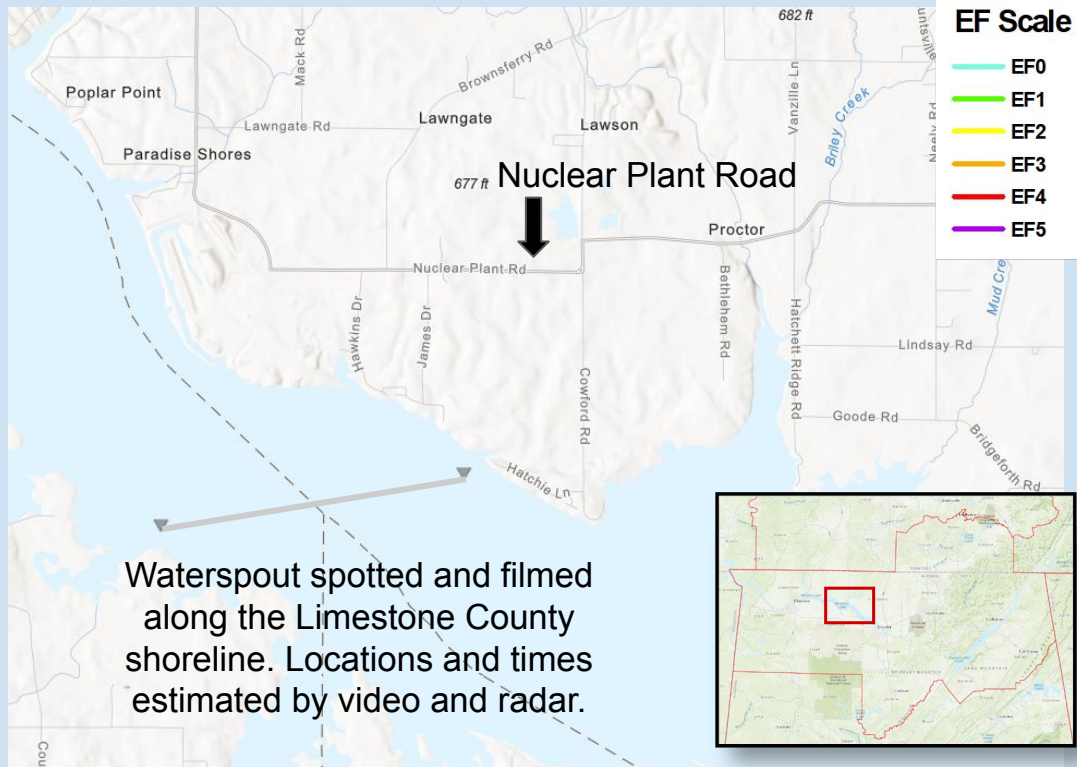 682 ft
EF Scale
EF0
EF1
EF2
EF3
EF4
EF5
Mack Rd
Brownsferry Rd
Vanzille Ln
Briley Creek
Neely Rd
Poplar Point
Lawngate Rd
Lawngate
Lawson
Paradise Shores
677 ft
Nuclear Plant Road
Proctor
Nuclear Plant Rd
Hawkins Dr
James Dr
Cowford Rd
Bethlehem Rd
Hatchett Ridge Rd
Lindsay Rd
Goode Rd
Bridgeforth Rd
Hatchie Ln
Waterspout spotted and filmed
along the Limestone County
shoreline. Locations and times
estimated by video and radar.